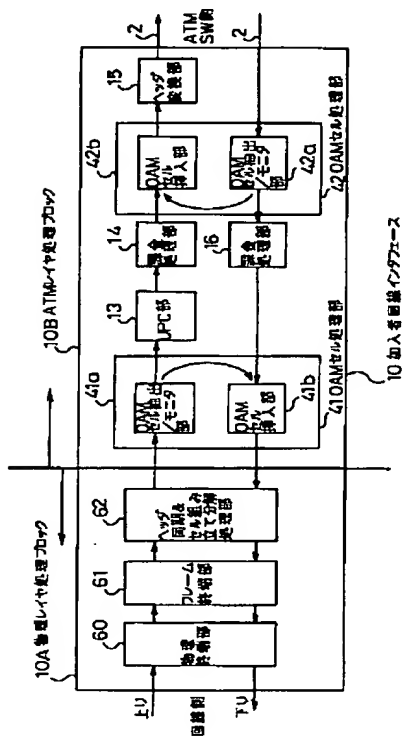 10 加入者回線インタフェース
10A 物理レイヤ処理ブロック
10B ATMレイヤ処理ブロック
回線側
上り
下り
60
物理
終端部
61
フレーム
終端部
62
ヘッダ
同期&
セル組み
立て分解
処理部
41 OAMセル処理部
41a
OAM
セル抽出
/モニタ
部
41b
OAM
セル
挿入部
13
UPC部
14
課金
処理部
16
課金
処理部
42 OAMセル処理部
42b
OAM
セル
挿入部
42a
OAM
セル抽出
/モニタ
部
15
ヘッダ
変換部
2
ATM
SW側
2